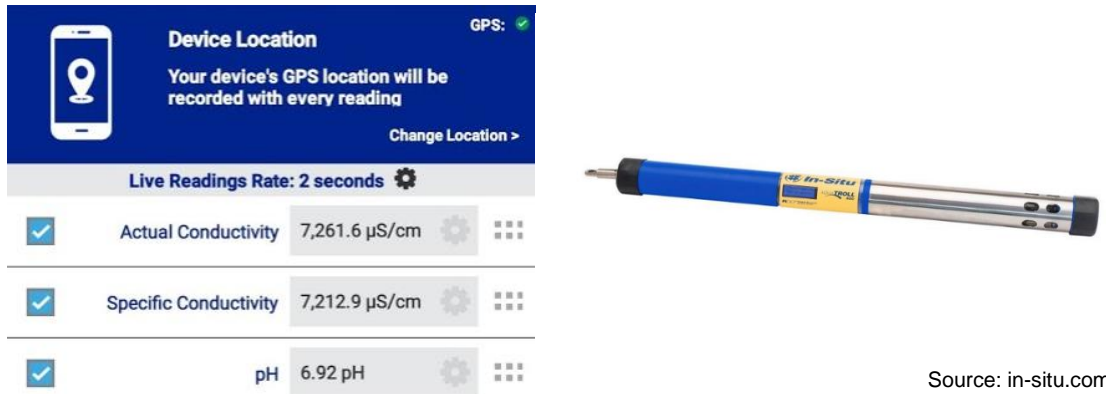 GPS:
Device Location
Your device's GPS location will be
recorded with every reading
Change Location >
Live Readings Rate: 2 seconds
Actual Conductivity 7,261.6 µS/cm
Specific Conductivity 7,212.9 µS/cm
pH 6.92 pH
In-Situ
TROLL
Source: in-situ.com